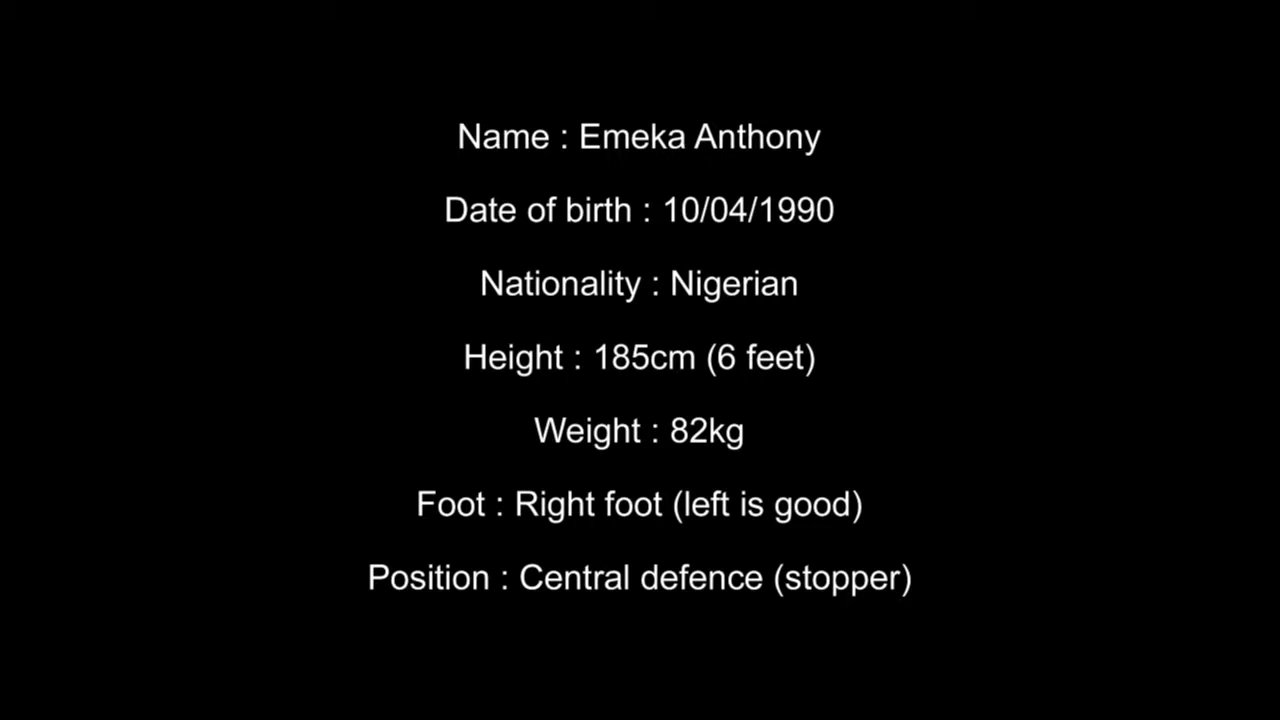 Name : Emeka Anthony
Date of birth : 10/04/1990
Nationality : Nigerian
Height : 185cm (6 feet)
Weight : 82kg
Foot : Right foot (left is good)
Position : Central defence (stopper)